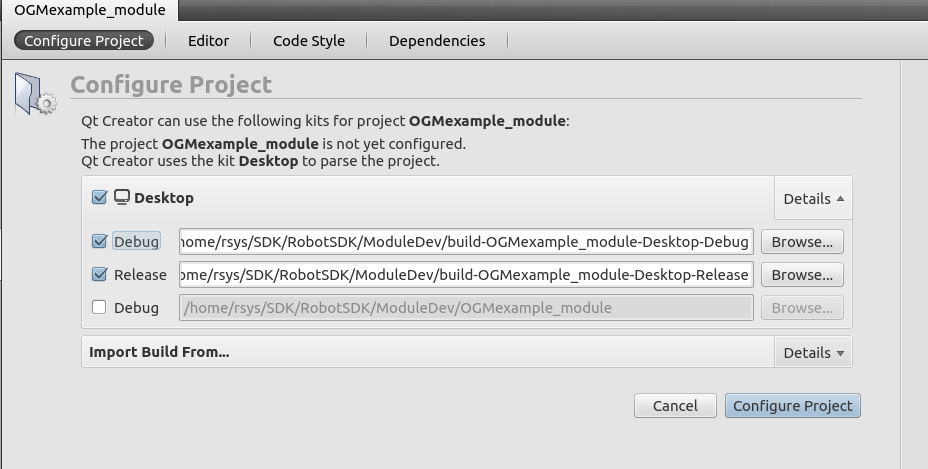 OGMexample_module
Configure Project Editor Code Style Dependencies
Configure Project
Qt Creator can use the following kits for project OGMexample_module:
The project OGMexample_module is not yet configured.
Qt Creator uses the kit Desktop to parse the project.
Desktop Details
Debug home/rsys/SDK/RobotSDK/ModuleDev/build-OGMexample_module-Desktop-Debug Browse...
Release ome/rsys/SDK/RobotSDK/ModuleDev/build-OGMexample_module-Desktop-Release Browse...
Debug /home/rsys/SDK/RobotSDK/ModuleDev/OGMexample_module Browse...
Import Build From... Details
Cancel Configure Project